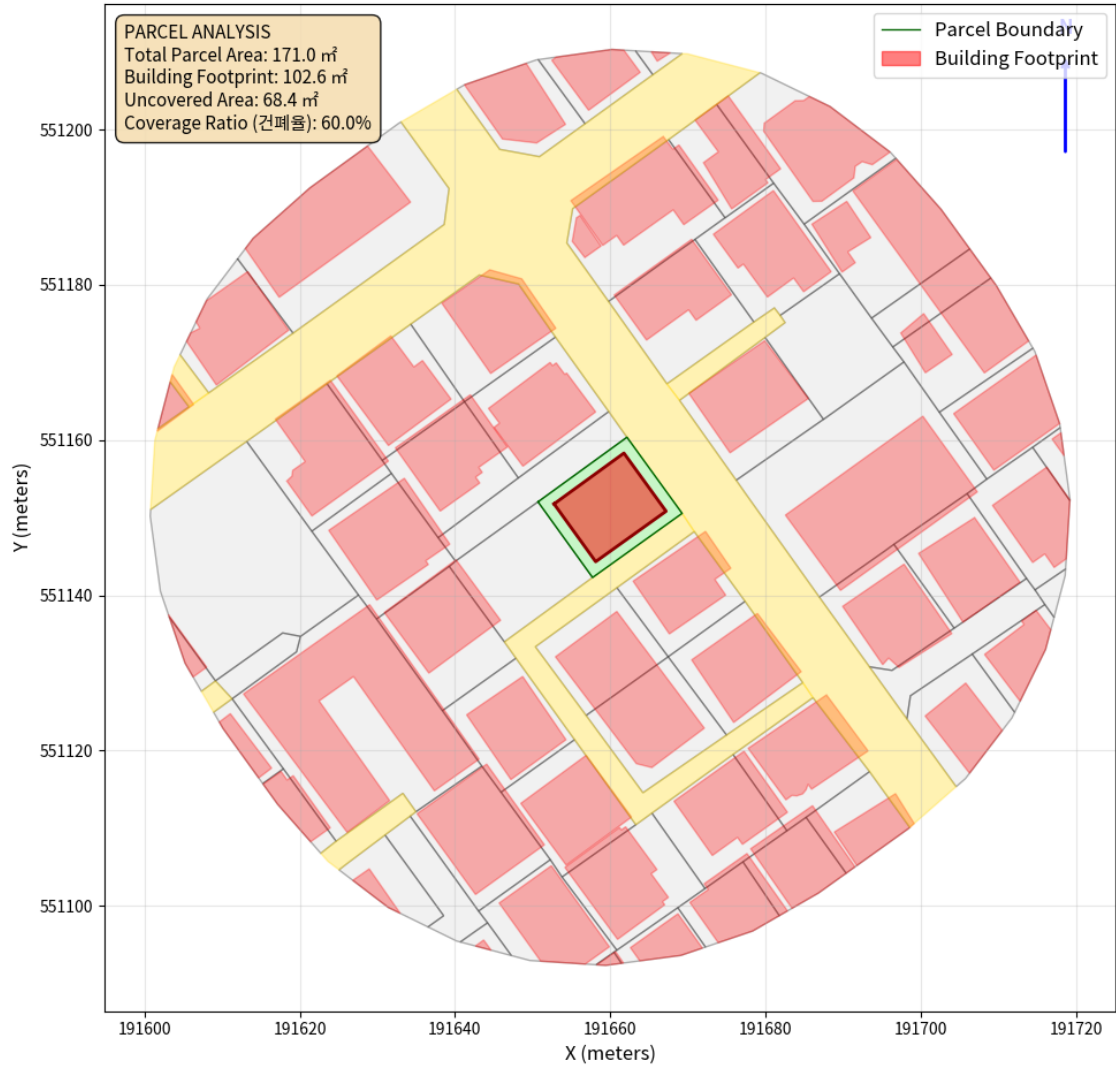 PARCEL ANALYSIS
Total Parcel Area: 171.0 ㎡
Building Footprint: 102.6 ㎡
Uncovered Area: 68.4 ㎡
Coverage Ratio (건폐율): 60.0%
N
Parcel Boundary
Building Footprint
551200
551180
551160
551140
551120
551100
Y (meters)
191600
191620
191640
191660
191680
191700
191720
X (meters)